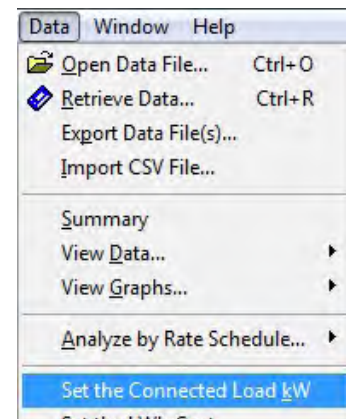 Data Window Help
Open Data File... Ctrl+O
Retrieve Data... Ctrl+R
Export Data File(s)...
Import CSV File...
Summary
View Data...
View Graphs...
Analyze by Rate Schedule...
Set the Connected Load kW